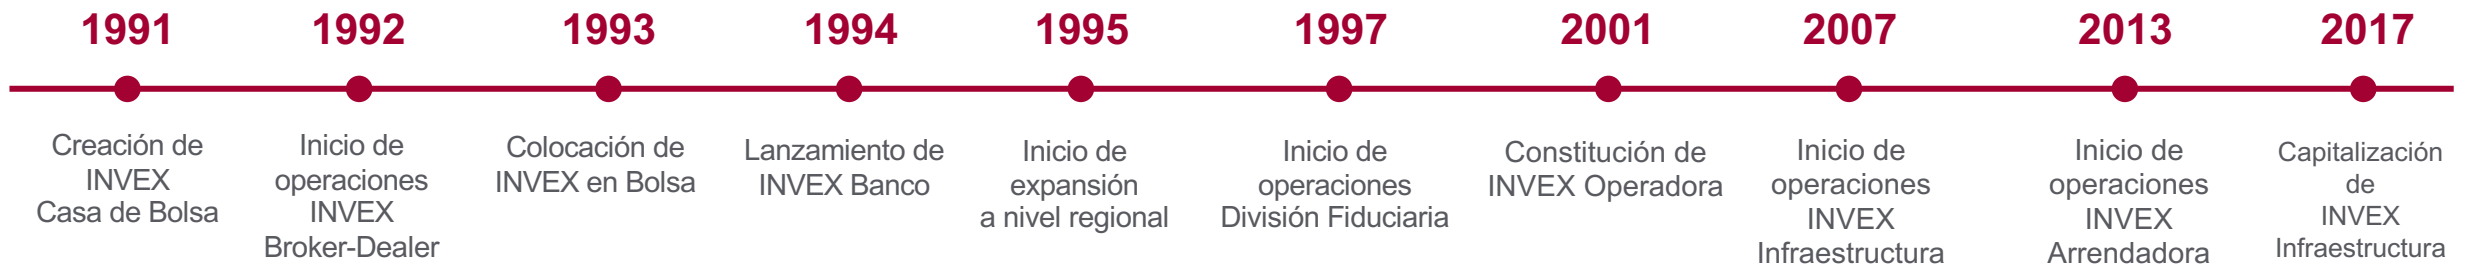 1991
Creación de
INVEX
Casa de Bolsa
1992
Inicio de
operaciones
INVEX
Broker-Dealer
1993
Colocación de
INVEX en Bolsa
1994
Lanzamiento de
INVEX Banco
1995
Inicio de
expansión
a nivel regional
1997
Inicio de
operaciones
División Fiduciaria
2001
Constitución de
INVEX Operadora
2007
Inicio de
operaciones
INVEX
Infraestructura
2013
Inicio de
operaciones
INVEX
Arrendadora
2017
Capitalización
de
INVEX
Infraestructura